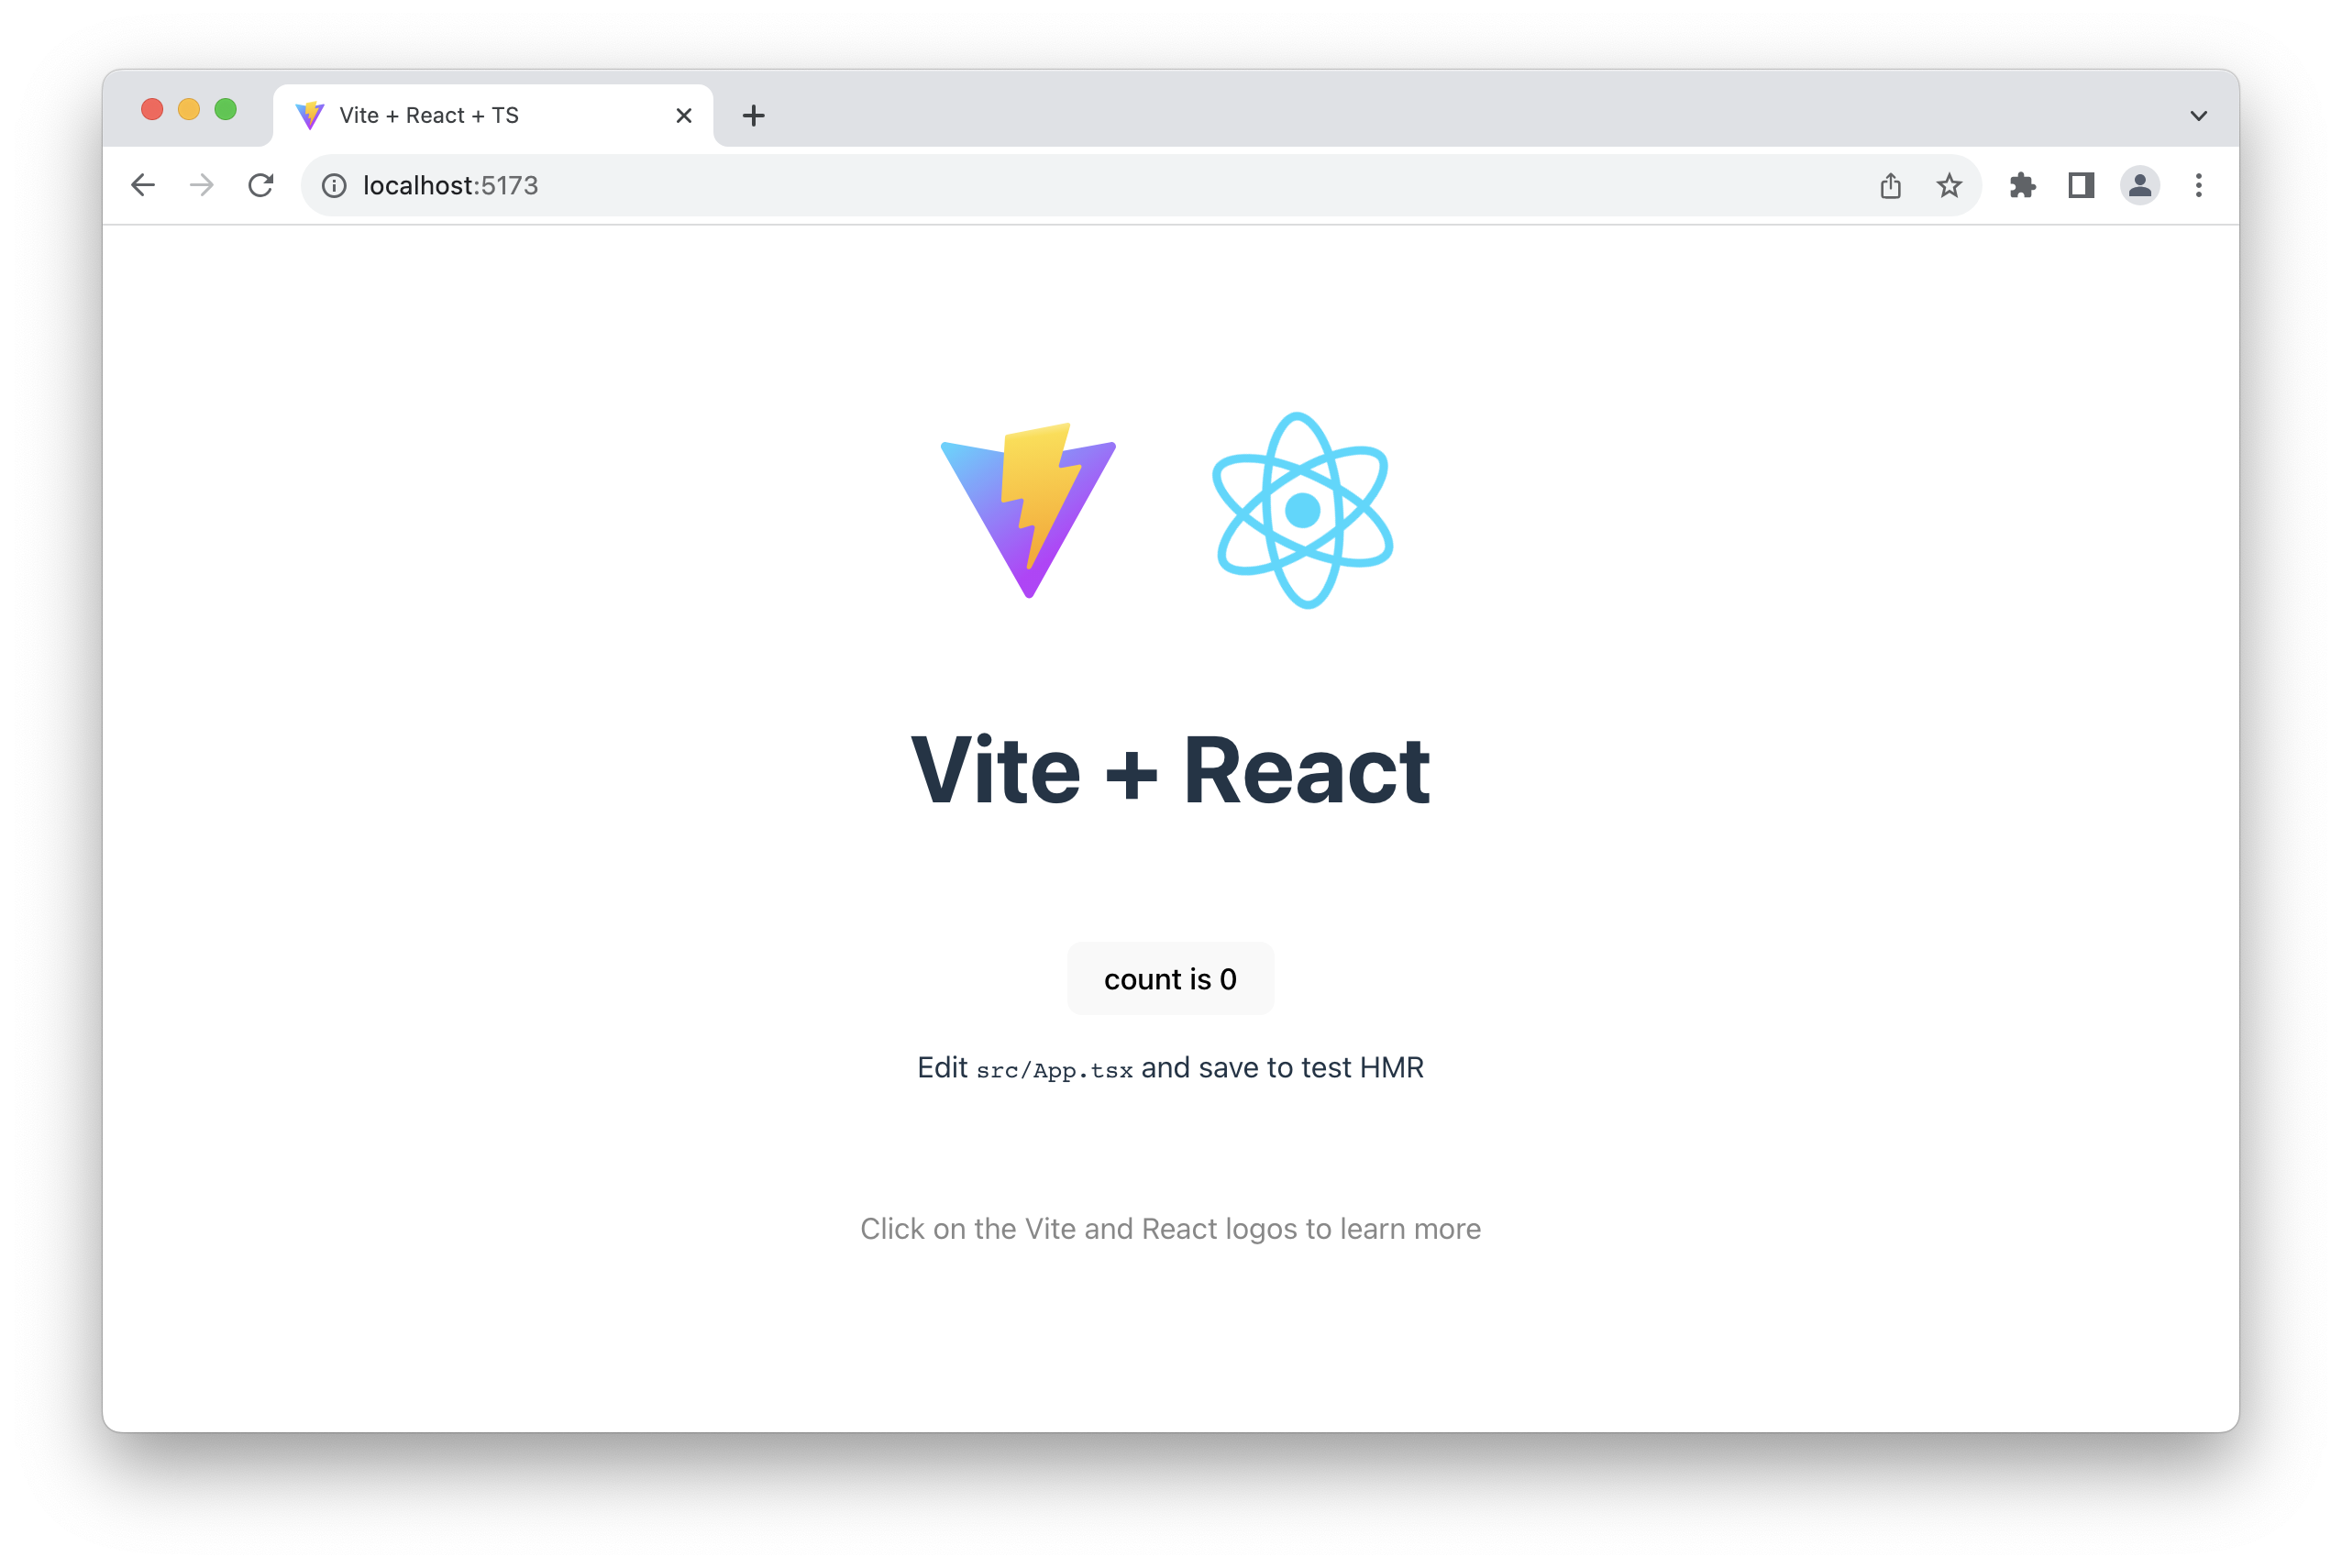 Vite + React + TS
localhost:5173
Vite + React
count is 0
Edit src/App.tsx and save to test HMR
Click on the Vite and React logos to learn more